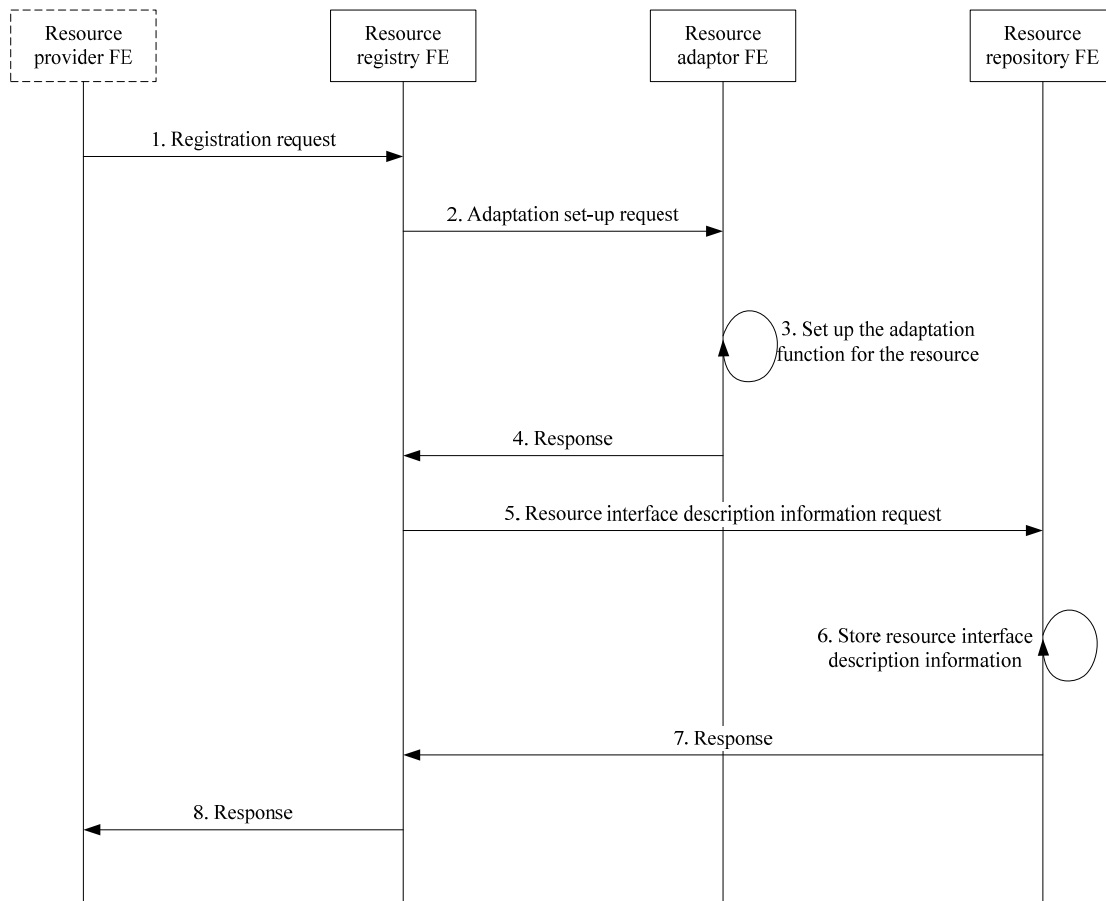 Resource
provider FE
Resource
registry FE
Resource
adaptor FE
Resource
repository FE
1. Registration request
2. Adaptation set-up request
3. Set up the adaptation
function for the resource
4. Response
5. Resource interface description information request
6. Store resource interface
description information
7. Response
8. Response